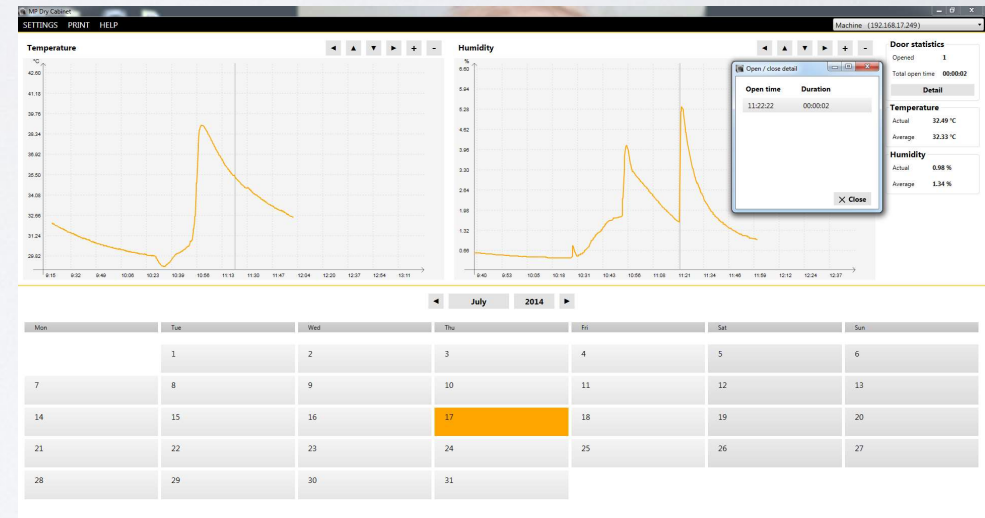 MP Dry Cabinet
SETTINGS PRINT HELP
Machine (192.168.17.249)
Temperature
+ -
°C
42.60
41.18
39.76
38.34
36.92
35.50
34.08
32.66
31.24
29.82
9:15 9:32 9:49 10:06 10:23 10:39 10:56 11:13 11:30 11:47 12:04 12:20 12:37 12:54 13:11
Humidity
+ -
%
6.60
5.94
5.28
4.62
3.96
3.30
2.64
1.98
1.32
0.66
9:40 9:53 10:05 10:18 10:31 10:43 10:56 11:08 11:21 11:34 11:46 11:59 12:12 12:24 12:37
Open / close detail
Open time Duration
11:22:22 00:00:02
Close
Door statistics
Opened 1
Total open time 00:00:02
Detail
Temperature
Actual 32.49 °C
Average 32.33 °C
Humidity
Actual 0.98 %
Average 1.34 %
July 2014
Mon Tue Wed Thu Fri Sat Sun
1 2 3 4 5 6
7 8 9 10 11 12 13
14 15 16 17 18 19 20
21 22 23 24 25 26 27
28 29 30 31